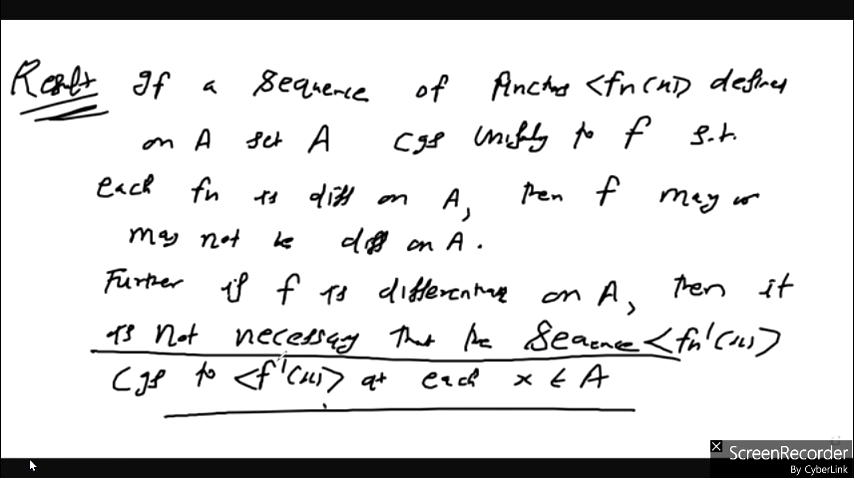 Result If a sequence of functns <fn(x)> defined
on A set A cgs unifly to f s.t.
each fn is diff on A, then f may or
may not be diff on A.
Further if f is differentiable on A, then it
is not necessary that the sequence <fn'(x)>
cgs to <f'(x)> at each x ∈ A
ScreenRecorder
By CyberLink